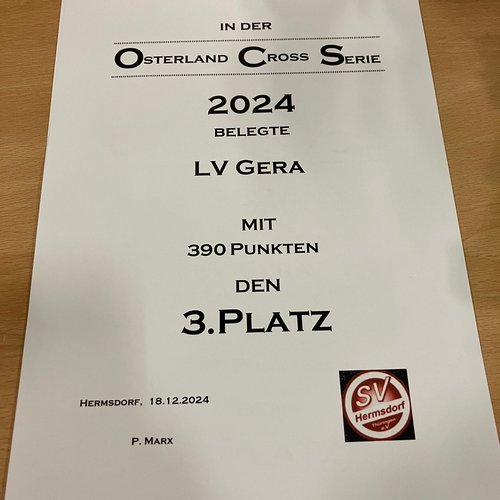 IN DER
OSTERLAND CROSS SERIE
2024
BELEGTE
LV GERA
MIT
390 PUNKTEN
DEN
3.PLATZ
HERMSDORF, 18.12.2024
P. MARX
SV
Hermsdorf
Thüringen
e.V